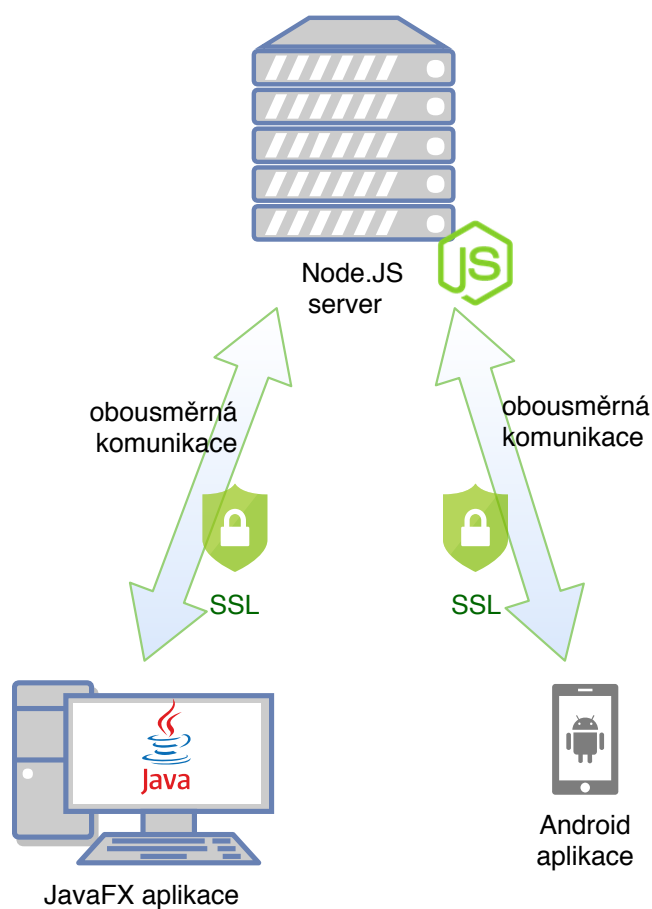 JS
Node.JS
server
obousměrná
komunikace
obousměrná
komunikace
SSL
SSL
Java
Android
aplikace
JavaFX aplikace